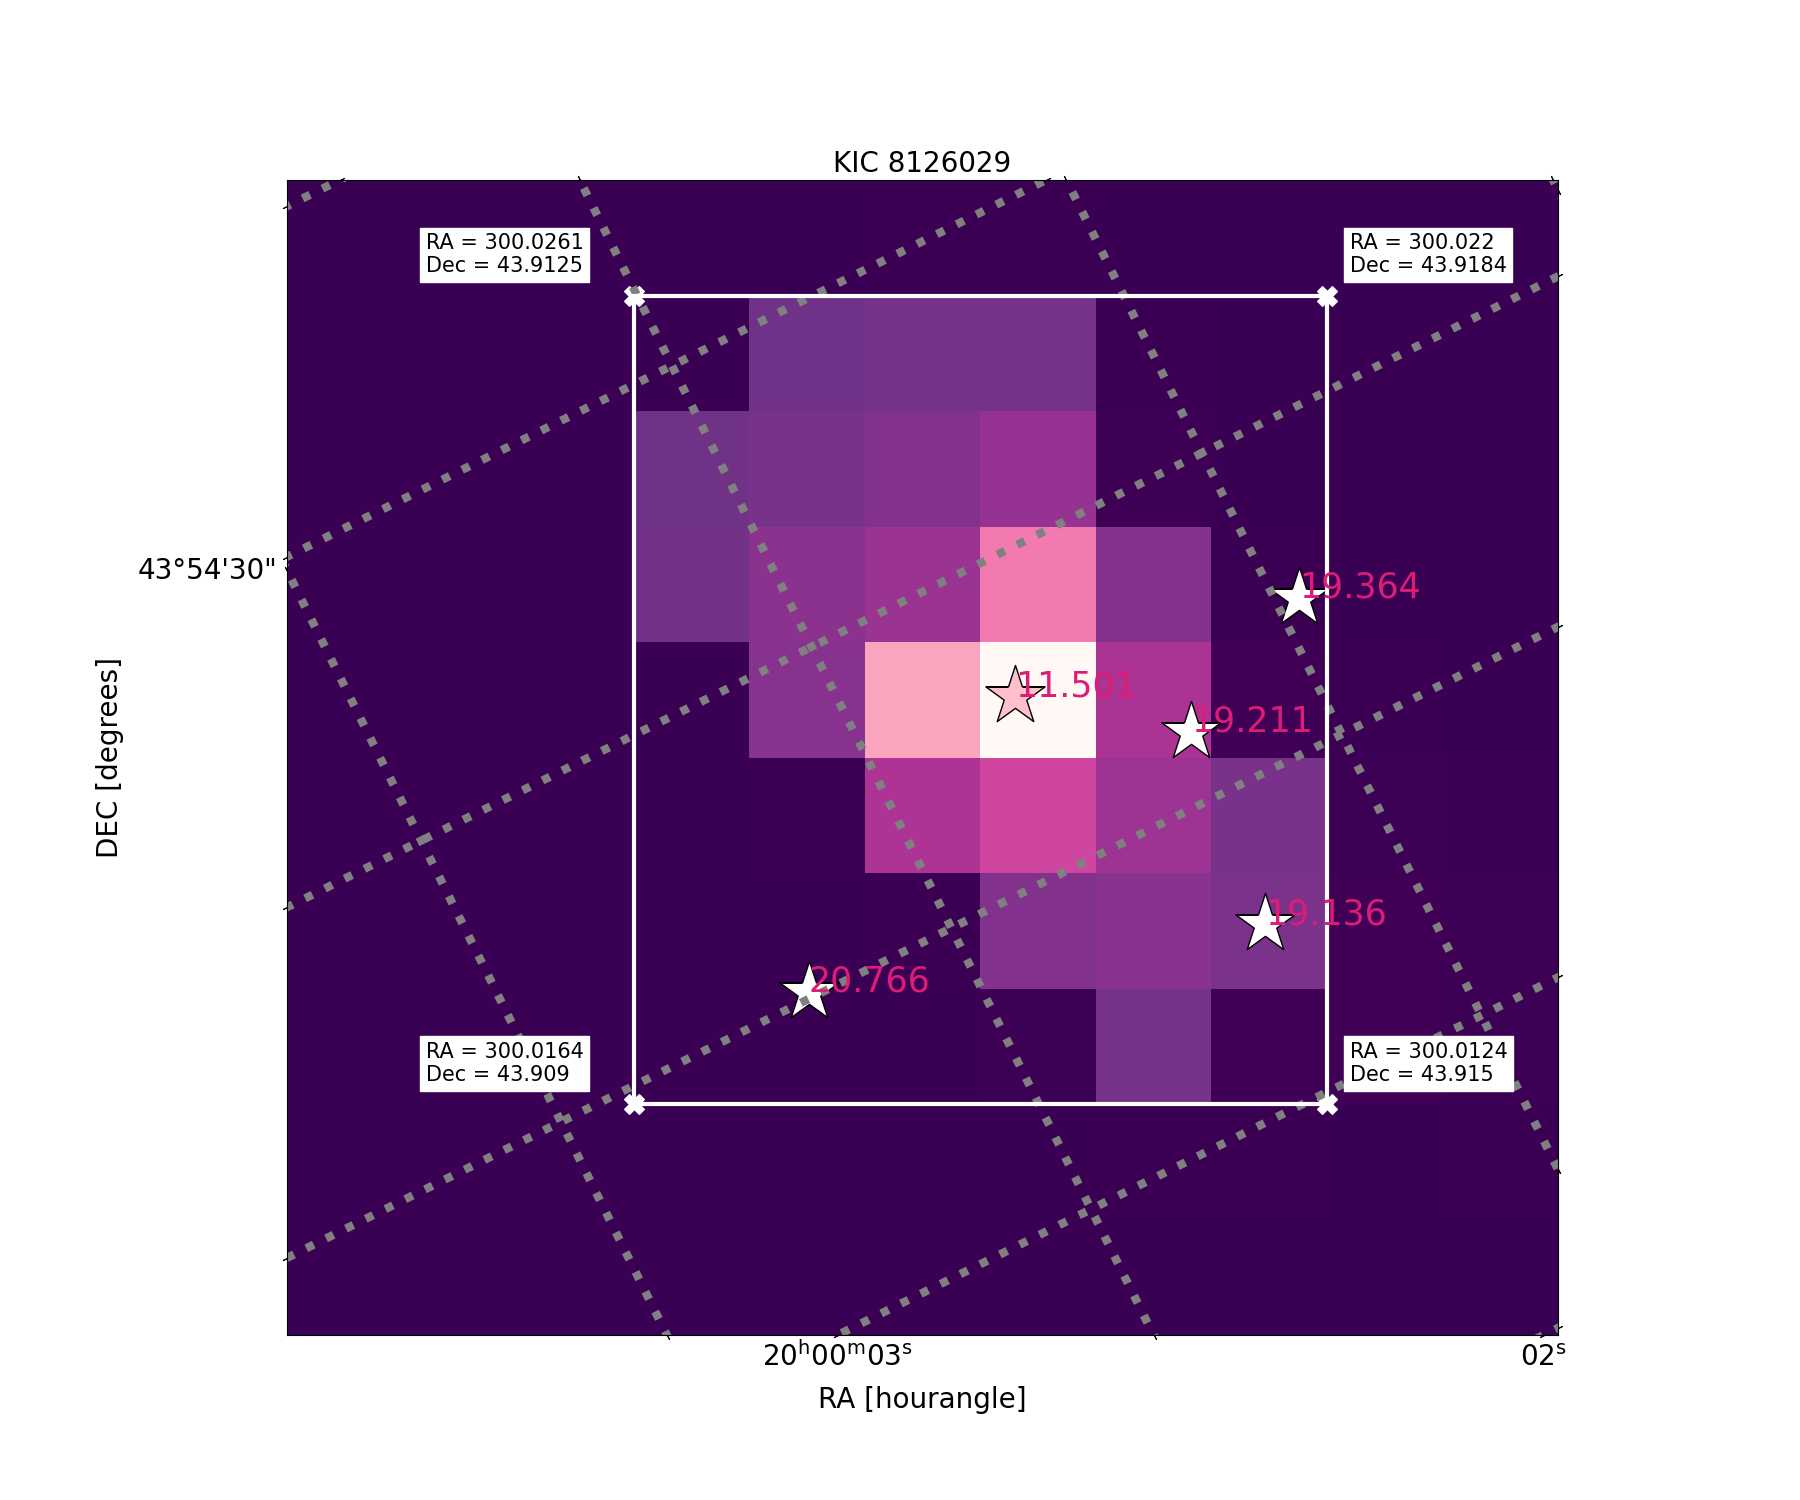 KIC 8126029
RA = 300.0261
Dec = 43.9125
RA = 300.022
Dec = 43.9184
43°54'30"
19.364
11.501
19.211
DEC [degrees]
19.136
20.766
RA = 300.0164
Dec = 43.909
RA = 300.0124
Dec = 43.915
20ʰ00ᵐ03ˢ
02ˢ
RA [hourangle]